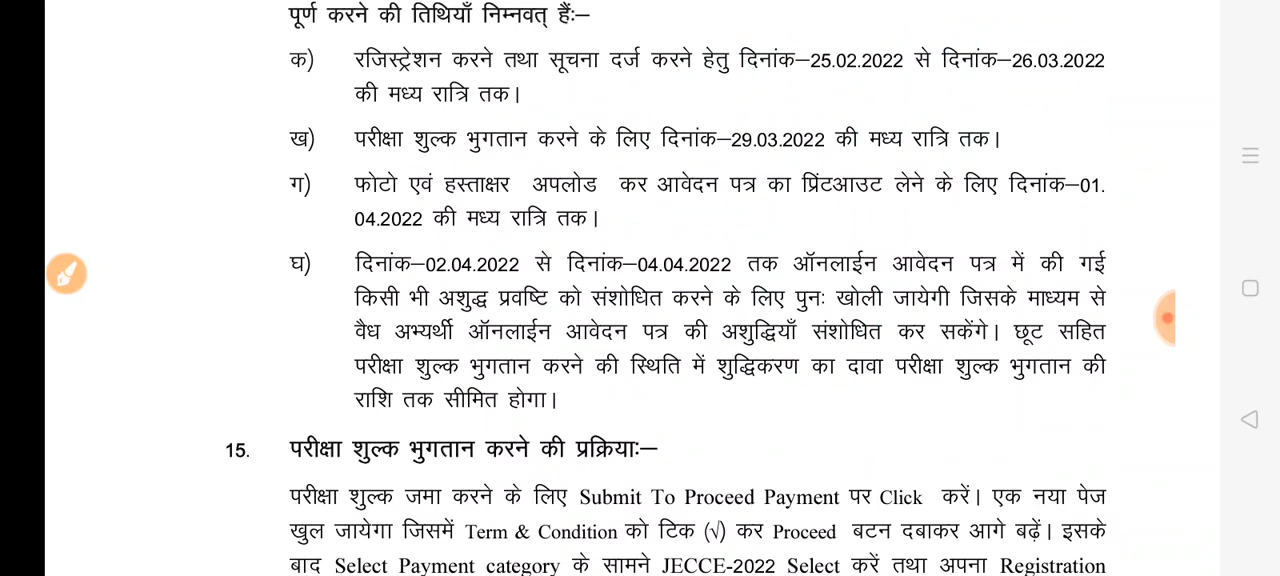 पूर्ण करने की तिथियाँ निम्नवत् हैंः–
क) रजिस्ट्रेशन करने तथा सूचना दर्ज करने हेतु दिनांक–25.02.2022 से दिनांक–26.03.2022
की मध्य रात्रि तक।
ख) परीक्षा शुल्क भुगतान करने के लिए दिनांक–29.03.2022 की मध्य रात्रि तक।
ग) फोटो एवं हस्ताक्षर अपलोड कर आवेदन पत्र का प्रिंटआउट लेने के लिए दिनांक–01.
04.2022 की मध्य रात्रि तक।
घ) दिनांक–02.04.2022 से दिनांक–04.04.2022 तक ऑनलाईन आवेदन पत्र में की गई
किसी भी अशुद्ध प्रवष्टि को संशोधित करने के लिए पुनः खोली जायेगी जिसके माध्यम से
वैध अभ्यर्थी ऑनलाईन आवेदन पत्र की अशुद्धियाँ संशोधित कर सकेंगे। छूट सहित
परीक्षा शुल्क भुगतान करने की स्थिति में शुद्धिकरण का दावा परीक्षा शुल्क भुगतान की
राशि तक सीमित होगा।
15. परीक्षा शुल्क भुगतान करने की प्रक्रियाः–
परीक्षा शुल्क जमा करने के लिए Submit To Proceed Payment पर Click करें। एक नया पेज
खुल जायेगा जिसमें Term & Condition को टिक (√) कर Proceed बटन दबाकर आगे बढ़ें। इसके
बाद Select Payment category के सामने JECCE-2022 Select करें तथा अपना Registration